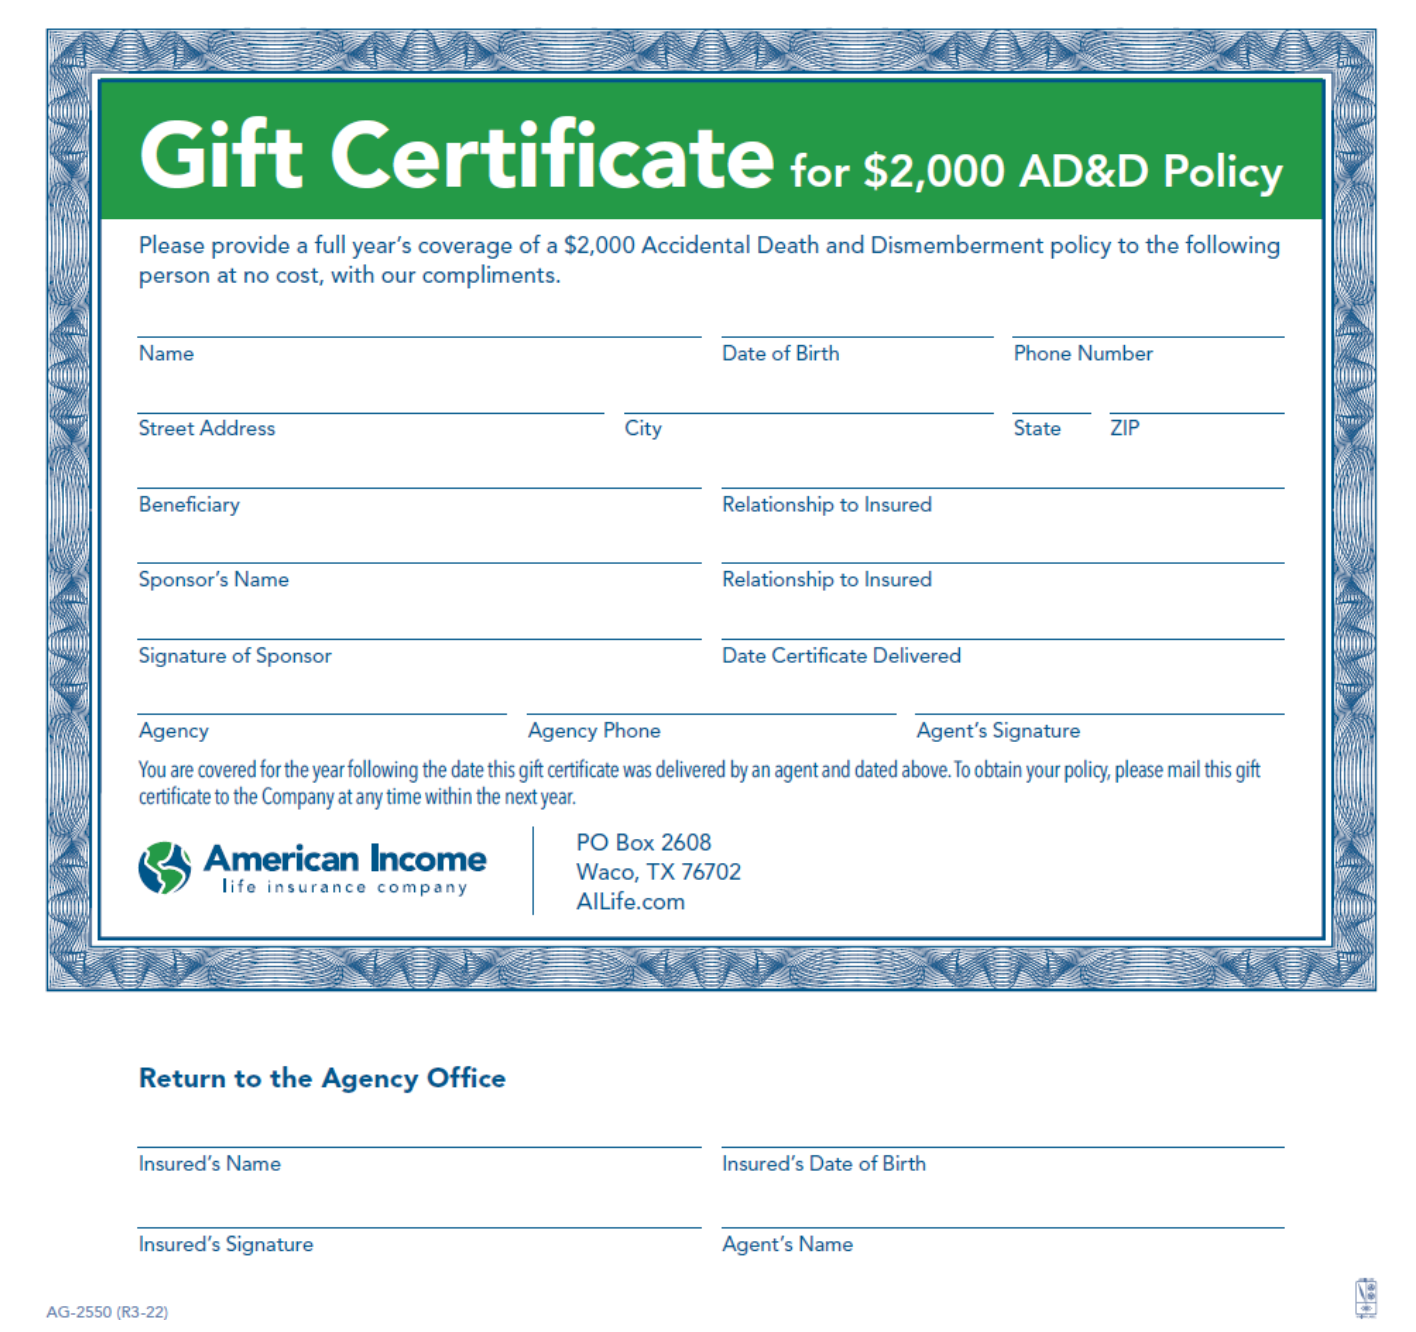 Gift Certificate for $2,000 AD&D Policy
Please provide a full year's coverage of a $2,000 Accidental Death and Dismemberment policy to the following
person at no cost, with our compliments.
Name Date of Birth Phone Number
Street Address City State ZIP
Beneficiary Relationship to Insured
Sponsor's Name Relationship to Insured
Signature of Sponsor Date Certificate Delivered
Agency Agency Phone Agent's Signature
You are covered for the year following the date this gift certificate was delivered by an agent and dated above. To obtain your policy, please mail this gift
certificate to the Company at any time within the next year.
American Income
life insurance company
PO Box 2608
Waco, TX 76702
AILife.com
Return to the Agency Office
Insured's Name Insured's Date of Birth
Insured's Signature Agent's Name
AG-2550 (R3-22)